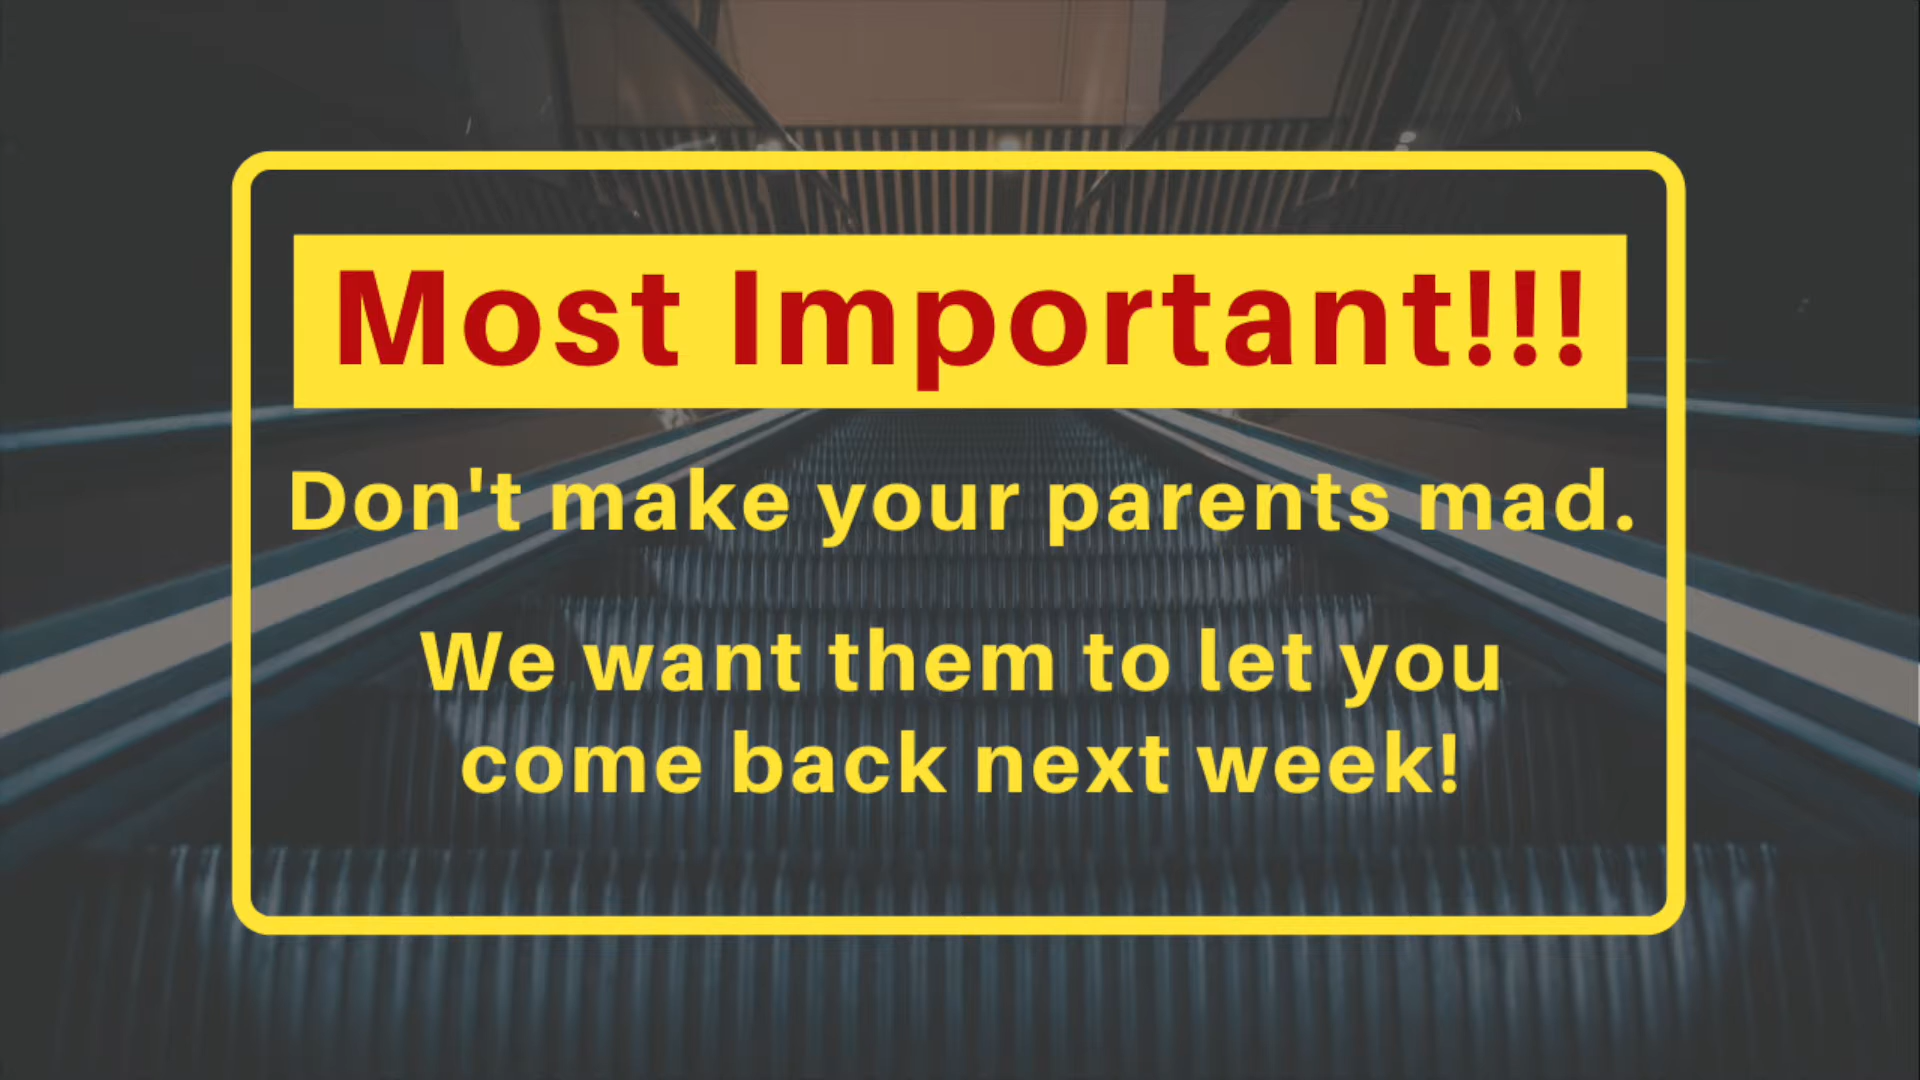 Most Important!!!
Don't make your parents mad.
We want them to let you
come back next week!